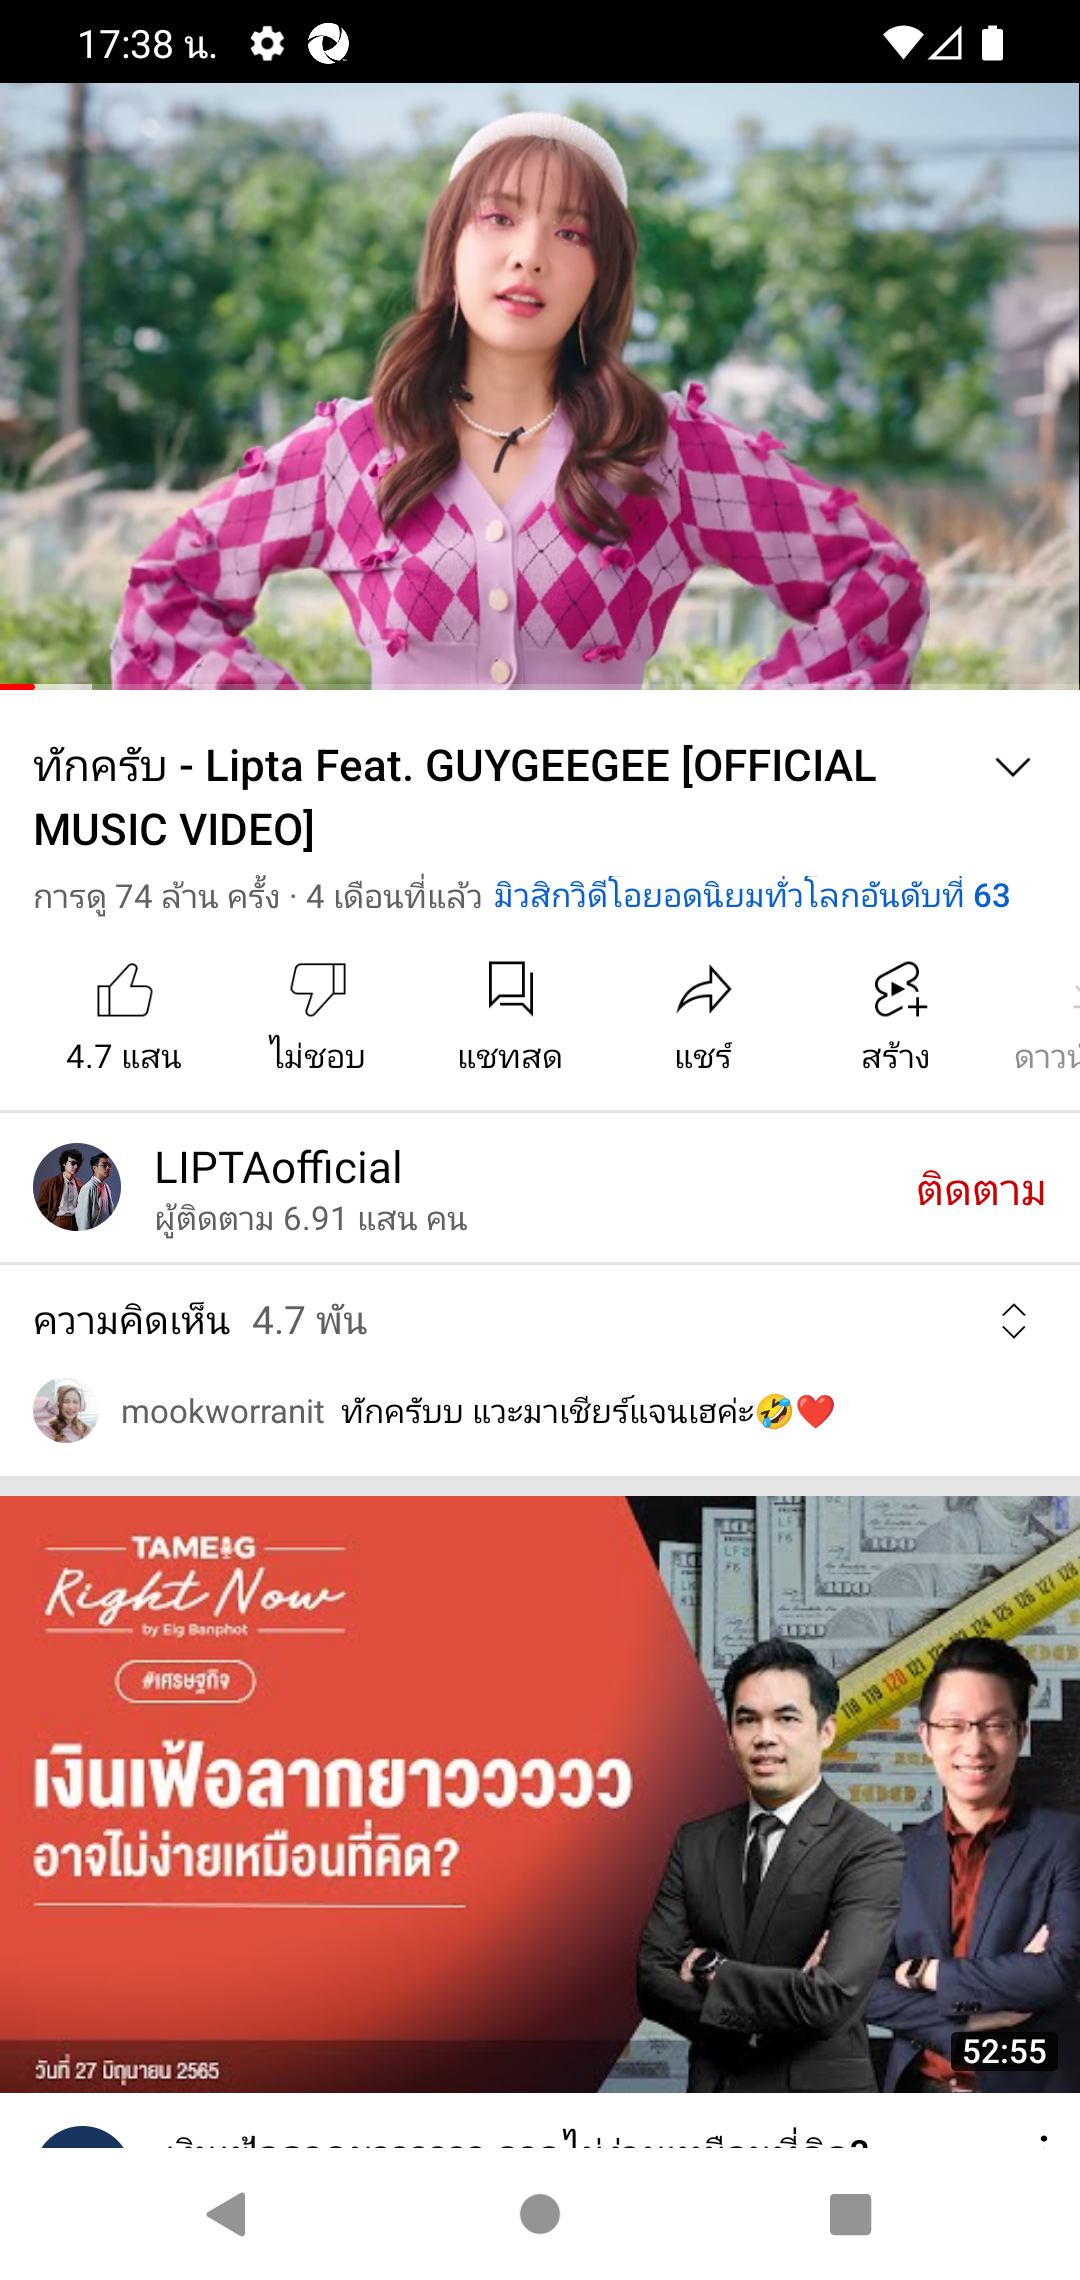 17:38 น.
ทักครับ - Lipta Feat. GUYGEEGEE [OFFICIAL
MUSIC VIDEO]
การดู 74 ล้าน ครั้ง · 4 เดือนที่แล้ว มิวสิกวิดีโอยอดนิยมทั่วโลกอันดับที่ 63
4.7 แสน ไม่ชอบ แชทสด แชร์ สร้าง
LIPTAofficial
ผู้ติดตาม 6.91 แสน คน
ติดตาม
ความคิดเห็น 4.7 พัน
mookworranit ทักครับบ แวะมาเชียร์แจนเฮค่ะ🤣❤️
TAMEIG
Right Now
by Eig Banphot
#เศรษฐกิจ
เงินเฟ้อลากยาววววว
อาจไม่ง่ายเหมือนที่คิด?
118 119 120 121 124 125 126 127 128
วันที่ 27 มิถุนายน 2565
52:55